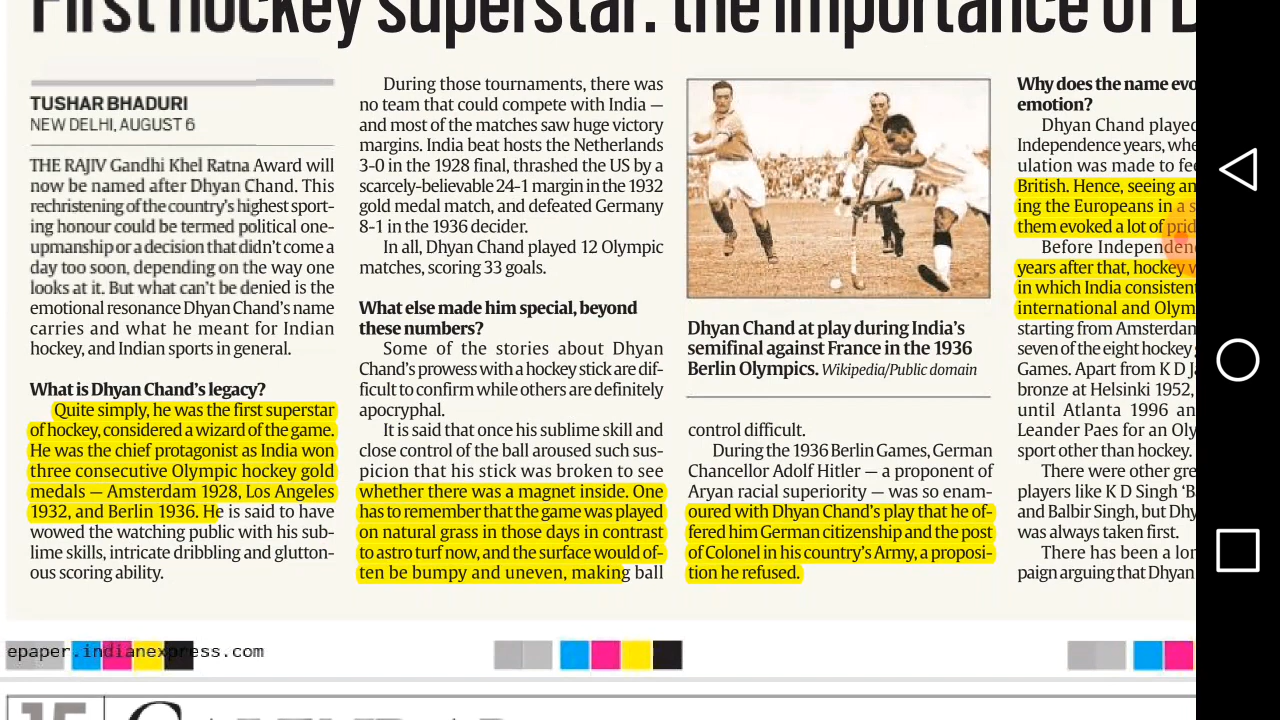 First hockey superstar: the importance of D
TUSHAR BHADURI
NEW DELHI, AUGUST 6
THE RAJIV Gandhi Khel Ratna Award will
now be named after Dhyan Chand. This
rechristening of the country's highest sport-
ing honour could be termed political one-
upmanship or a decision that didn't come a
day too soon, depending on the way one
looks at it. But what can't be denied is the
emotional resonance Dhyan Chand's name
carries and what he meant for Indian
hockey, and Indian sports in general.
What is Dhyan Chand's legacy?
Quite simply, he was the first superstar
of hockey, considered a wizard of the game.
He was the chief protagonist as India won
three consecutive Olympic hockey gold
medals — Amsterdam 1928, Los Angeles
1932, and Berlin 1936. He is said to have
wowed the watching public with his sub-
lime skills, intricate dribbling and glutton-
ous scoring ability.
During those tournaments, there was
no team that could compete with India —
and most of the matches saw huge victory
margins. India beat hosts the Netherlands
3-0 in the 1928 final, thrashed the US by a
scarcely-believable 24-1 margin in the 1932
gold medal match, and defeated Germany
8-1 in the 1936 decider.
In all, Dhyan Chand played 12 Olympic
matches, scoring 33 goals.
What else made him special, beyond
these numbers?
Some of the stories about Dhyan
Chand's prowess with a hockey stick are dif-
ficult to confirm while others are definitely
apocryphal.
It is said that once his sublime skill and
close control of the ball aroused such sus-
picion that his stick was broken to see
whether there was a magnet inside. One
has to remember that the game was played
on natural grass in those days in contrast
to astro turf now, and the surface would of-
ten be bumpy and uneven, making ball
Dhyan Chand at play during India's
semifinal against France in the 1936
Berlin Olympics. Wikipedia/Public domain
control difficult.
During the 1936 Berlin Games, German
Chancellor Adolf Hitler — a proponent of
Aryan racial superiority — was so enam-
oured with Dhyan Chand's play that he of-
fered him German citizenship and the post
of Colonel in his country's Army, a proposi-
tion he refused.
Why does the name evo
emotion?
Dhyan Chand played
Independence years, whe
ulation was made to fee
British. Hence, seeing an
ing the Europeans in a s
them evoked a lot of prid
Before Independenc
years after that, hockey w
in which India consistent
international and Olym
starting from Amsterdam
seven of the eight hockey g
Games. Apart from K D Ja
bronze at Helsinki 1952,
until Atlanta 1996 an
Leander Paes for an Oly
sport other than hockey.
There were other gre
players like K D Singh 'B
and Balbir Singh, but Dhy
was always taken first.
There has been a lon
paign arguing that Dhyan
epaper.indianexpress.com
15